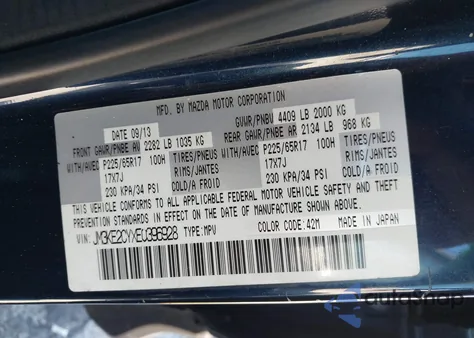 MFD. BY MAZDA MOTOR CORPORATION
DATE 09/13 GVWR/PNBV 4409 LB 2000 KG
FRONT GAWR/PNBE AV 2282 LB 1035 KG REAR GAWR/PNBE AR 2134 LB 968 KG
WITH/AVEC P225/65R17 100H TIRES/PNEUS WITH/AVEC P225/65R17 100H TIRES/PNEUS
17X7J RIMS/JANTES 17X7J RIMS/JANTES
230 KPA/34 PSI COLD/A FROID 230 KPA/34 PSI COLD/A FROID
THIS VEHICLE CONFORMS TO ALL APPLICABLE FEDERAL MOTOR VEHICLE SAFETY, BUMPER, AND THEFT
PREVENTION STANDARDS IN EFFECT ON THE DATE OF MANUFACTURE SHOWN ABOVE.
VIN: JM3KE2CYXE0396928 TYPE: MPV COLOR CODE: 42M MADE IN JAPAN
autoSnap